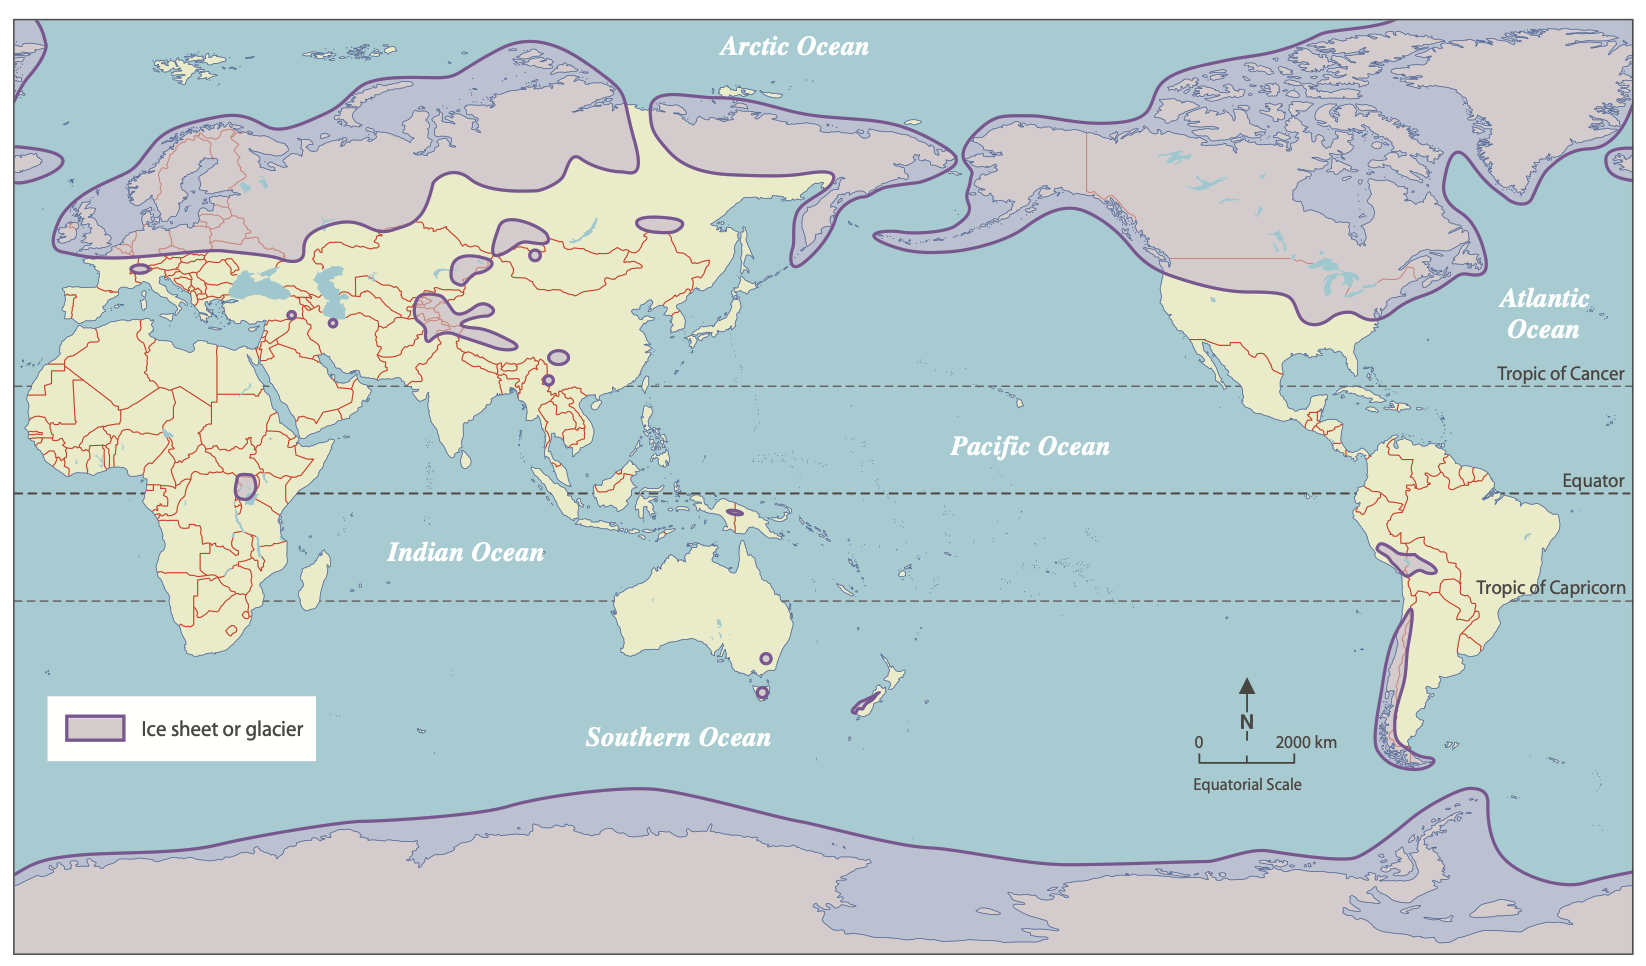 Arctic Ocean
Atlantic
Ocean
Tropic of Cancer
Pacific Ocean
Equator
Indian Ocean
Tropic of Capricorn
Ice sheet or glacier
Southern Ocean
N
0 2000 km
Equatorial Scale